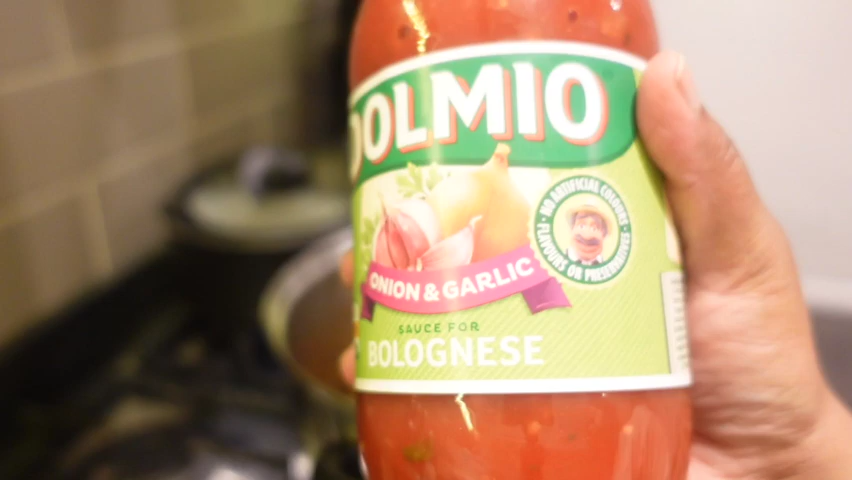 DOLMIO
NO ARTIFICIAL COLOURS
FLAVOURS OR PRESERVATIVES
ONION & GARLIC
SAUCE FOR
BOLOGNESE